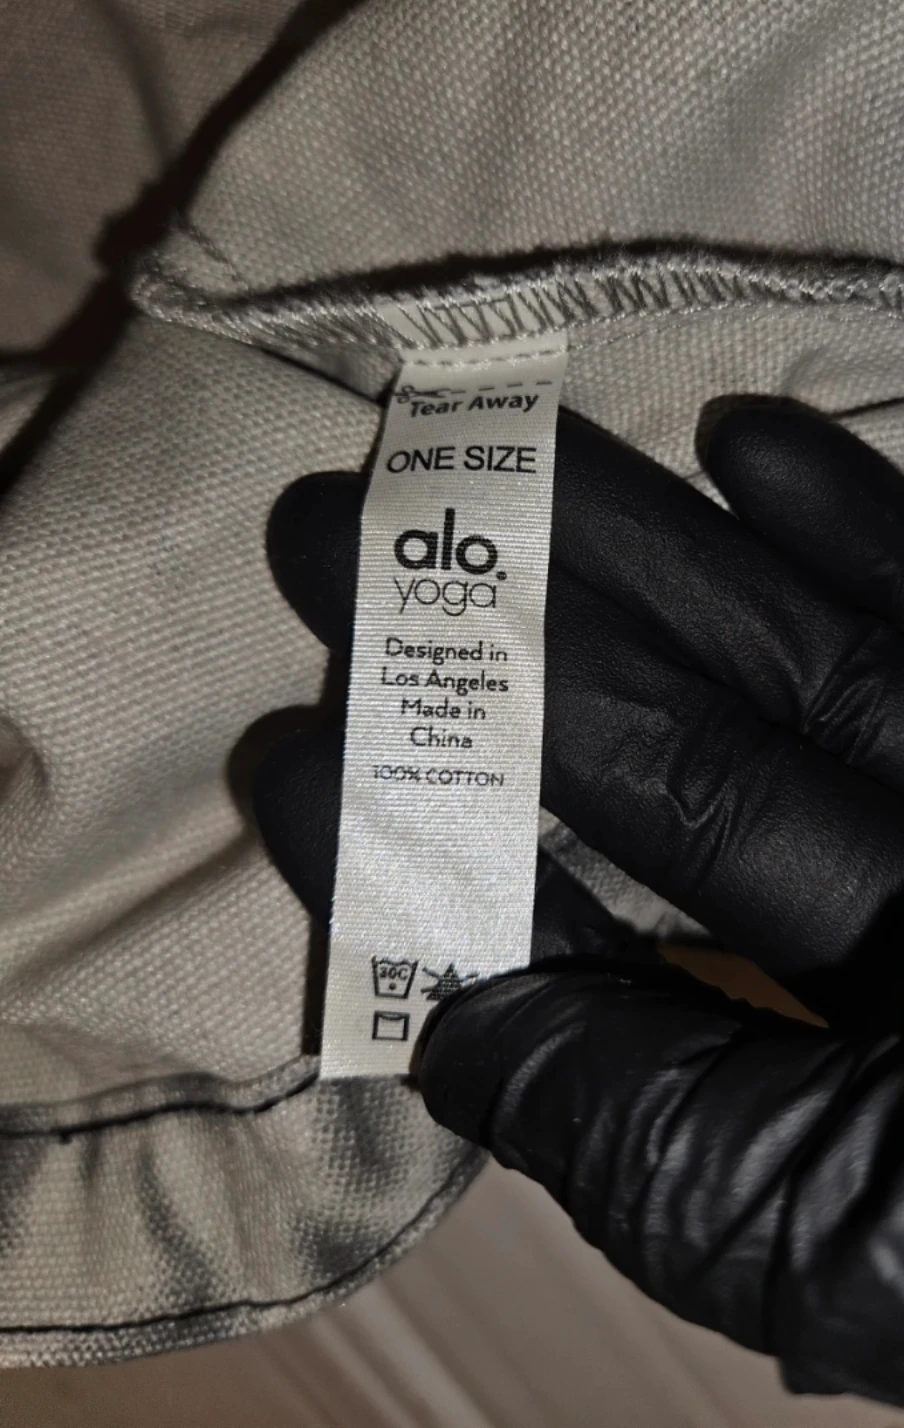 Tear Away
ONE SIZE
alo.
yoga
Designed in
Los Angeles
Made in
China
100% COTTON
30C